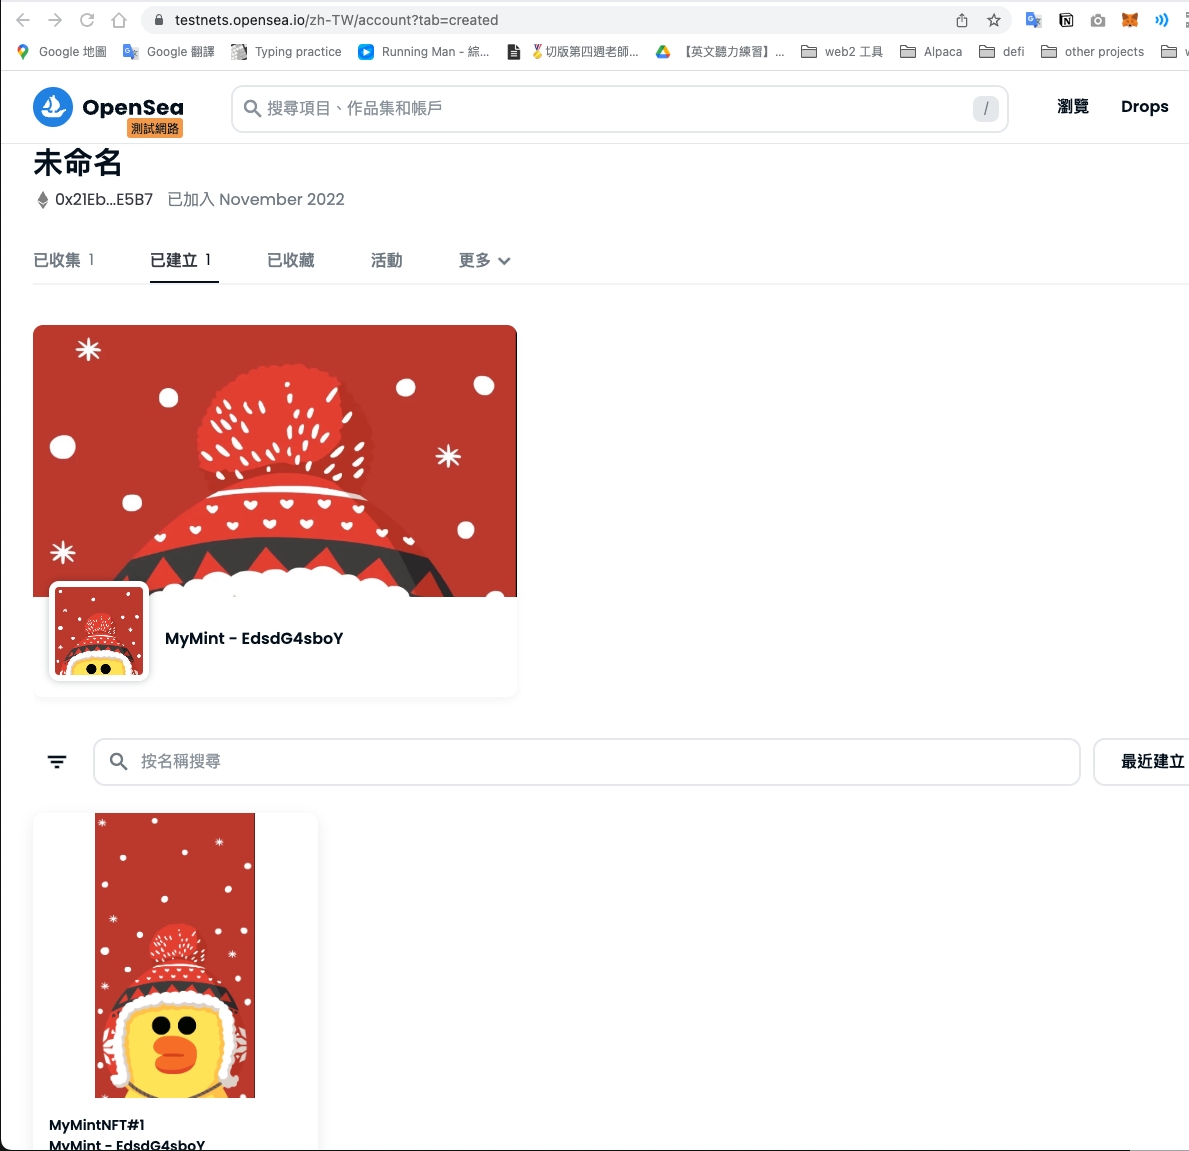 testnets.opensea.io/zh-TW/account?tab=created
Google 地圖 Google 翻譯 Typing practice Running Man - 綜... 切版第四週老師... 【英文聽力練習】 ... web2 工具 Alpaca defi other projects
OpenSea 搜尋項目、作品集和帳戶 / 瀏覽 Drops
測試網路
未命名
0x21Eb...E5B7 已加入 November 2022
已收集 1 已建立 1 已收藏 活動 更多
MyMint - EdsdG4sboY
按名稱搜尋 最近建立
MyMintNFT#1
MyMint - EdsdG4sboY